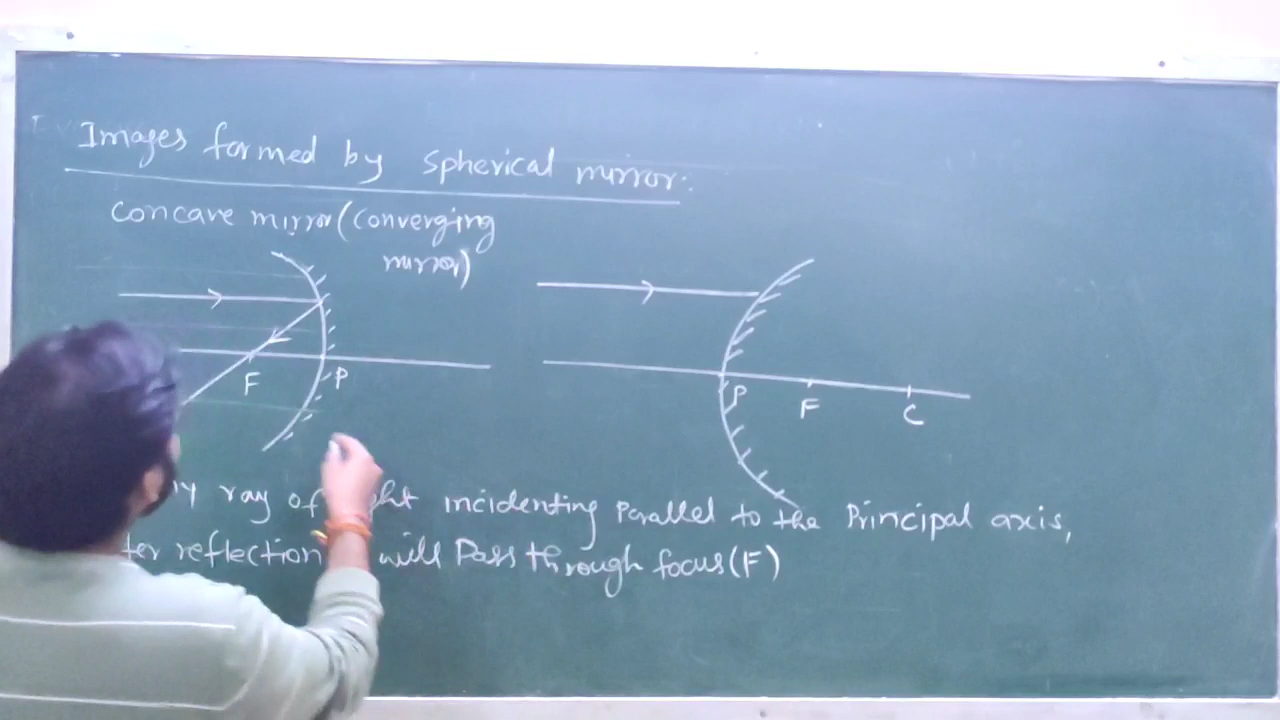 Images formed by spherical mirror:
concave mirror (converging
mirror)
F P
P F C
ray of incidenting parallel to the Principal axis,
reflection will Pass through focus (F)